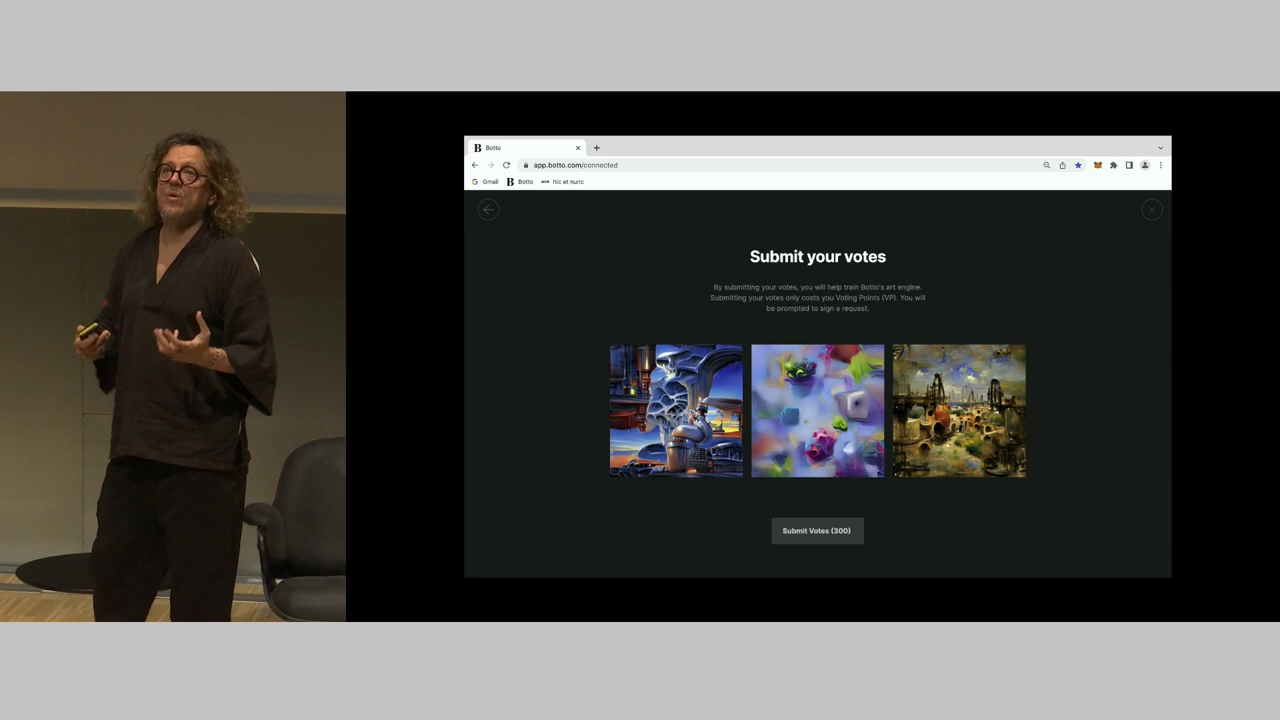 B Botto
app.botto.com/connected
G Gmail B Botto hic et nunc
Submit your votes
By submitting your votes, you will help train Botto's art engine.
Submitting your votes only costs you Voting Points (VP). You will
be prompted to sign a request.
Submit Votes (300)